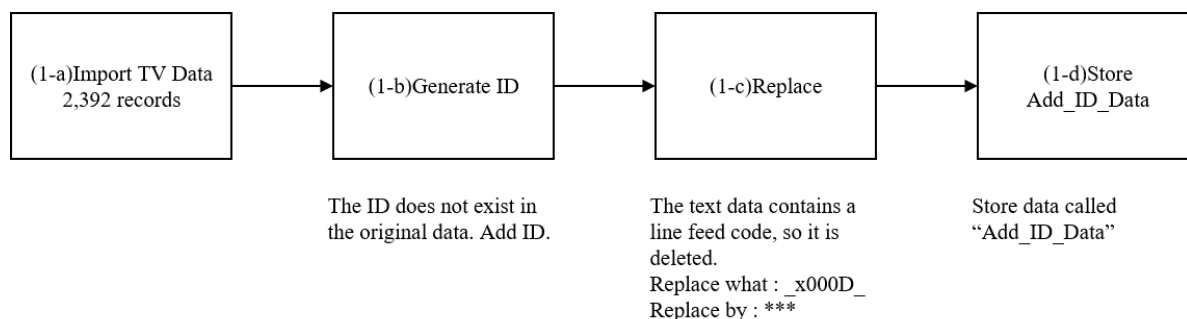 (1-a)Import TV Data
2,392 records
(1-b)Generate ID
(1-c)Replace
(1-d)Store
Add_ID_Data
The ID does not exist in
the original data. Add ID.
The text data contains a
line feed code, so it is
deleted.
Replace what : _x000D_
Replace by : ***
Store data called
“Add_ID_Data”